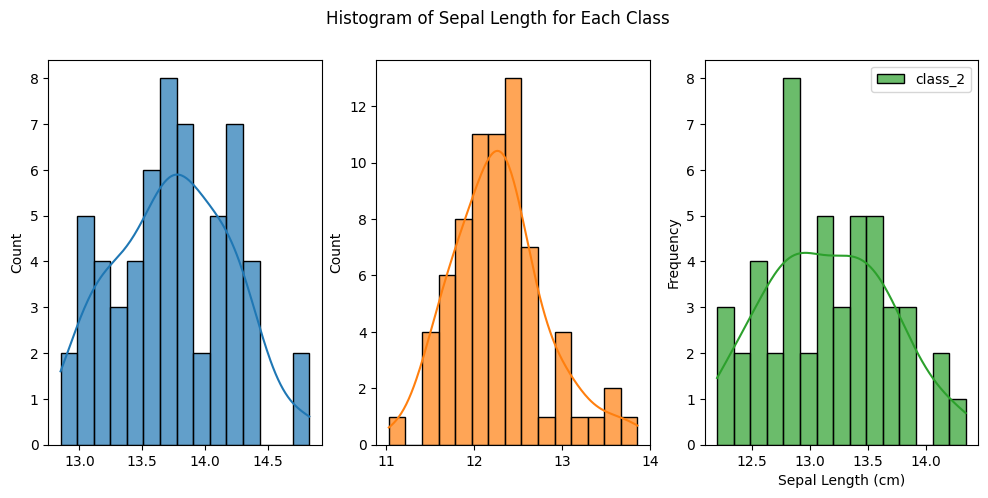 Histogram of Sepal Length for Each Class
Count
8
7
6
5
4
3
2
1
0
13.0 13.5 14.0 14.5
Count
12
10
8
6
4
2
0
11 12 13 14
Frequency
8
7
6
5
4
3
2
1
0
class_2
12.5 13.0 13.5 14.0
Sepal Length (cm)